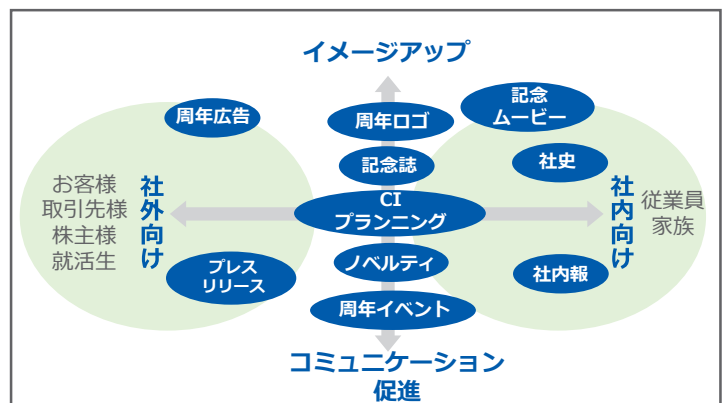 イメージアップ
記念
ムービー
周年広告
周年ロゴ
記念誌
社史
お客様
取引先様
株主様
就活生
社外向け
CI
プランニング
社内向け
従業員
家族
プレス
リリース
ノベルティ
社内報
周年イベント
コミュニケーション
促進